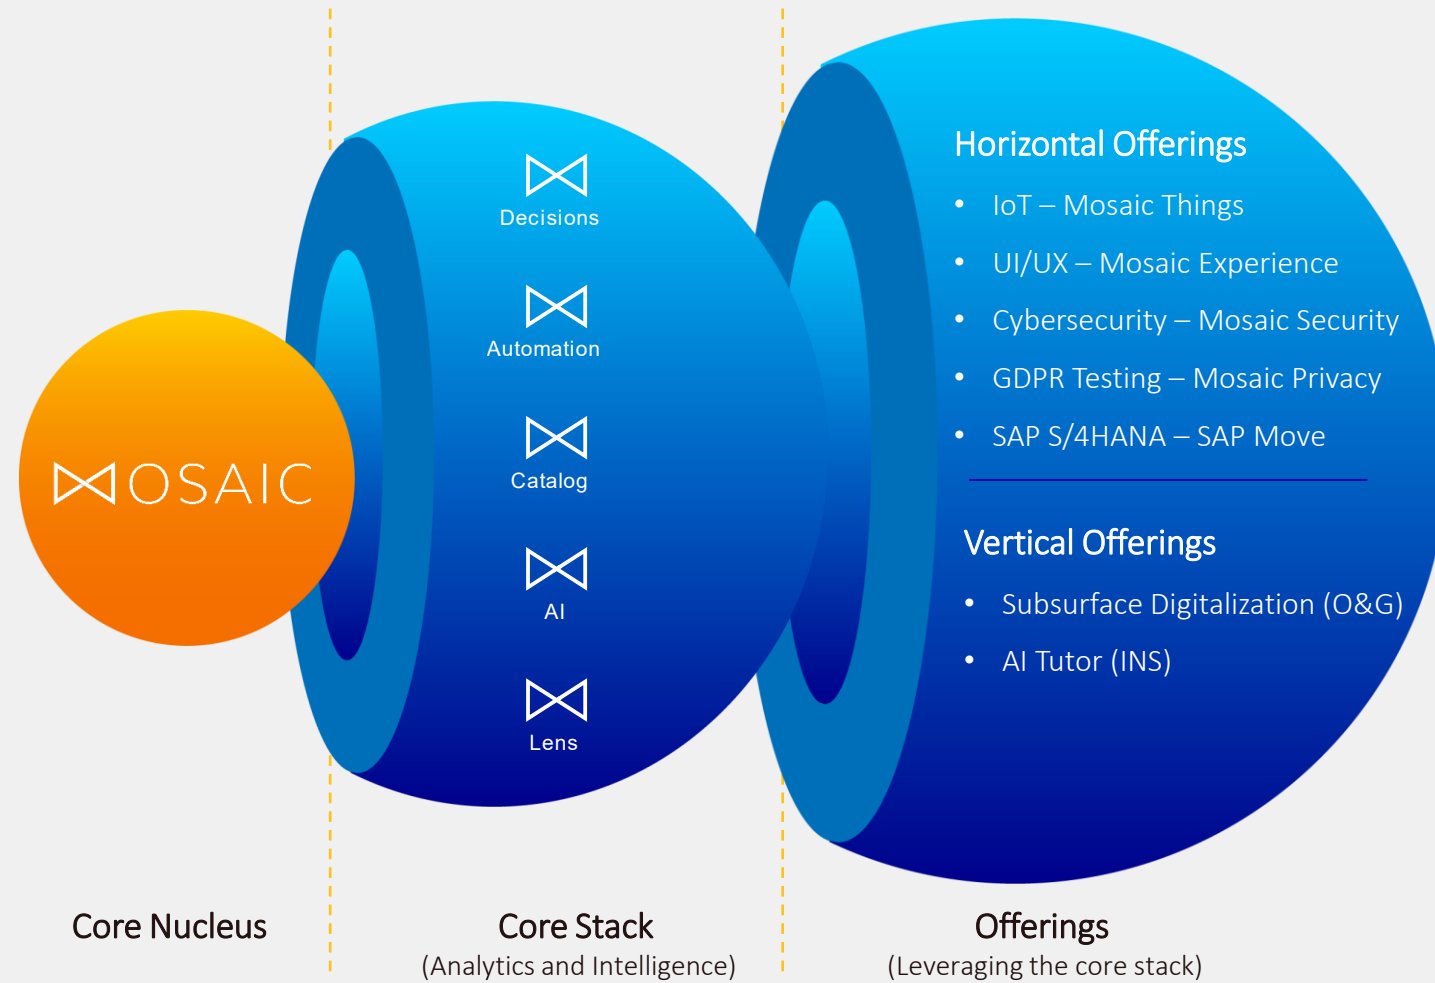 MOSAIC
Decisions
Automation
Catalog
AI
Lens
Horizontal Offerings
• IoT – Mosaic Things
• UI/UX – Mosaic Experience
• Cybersecurity – Mosaic Security
• GDPR Testing – Mosaic Privacy
• SAP S/4HANA – SAP Move
Vertical Offerings
• Subsurface Digitalization (O&G)
• AI Tutor (INS)
Core Nucleus
Core Stack
(Analytics and Intelligence)
Offerings
(Leveraging the core stack)